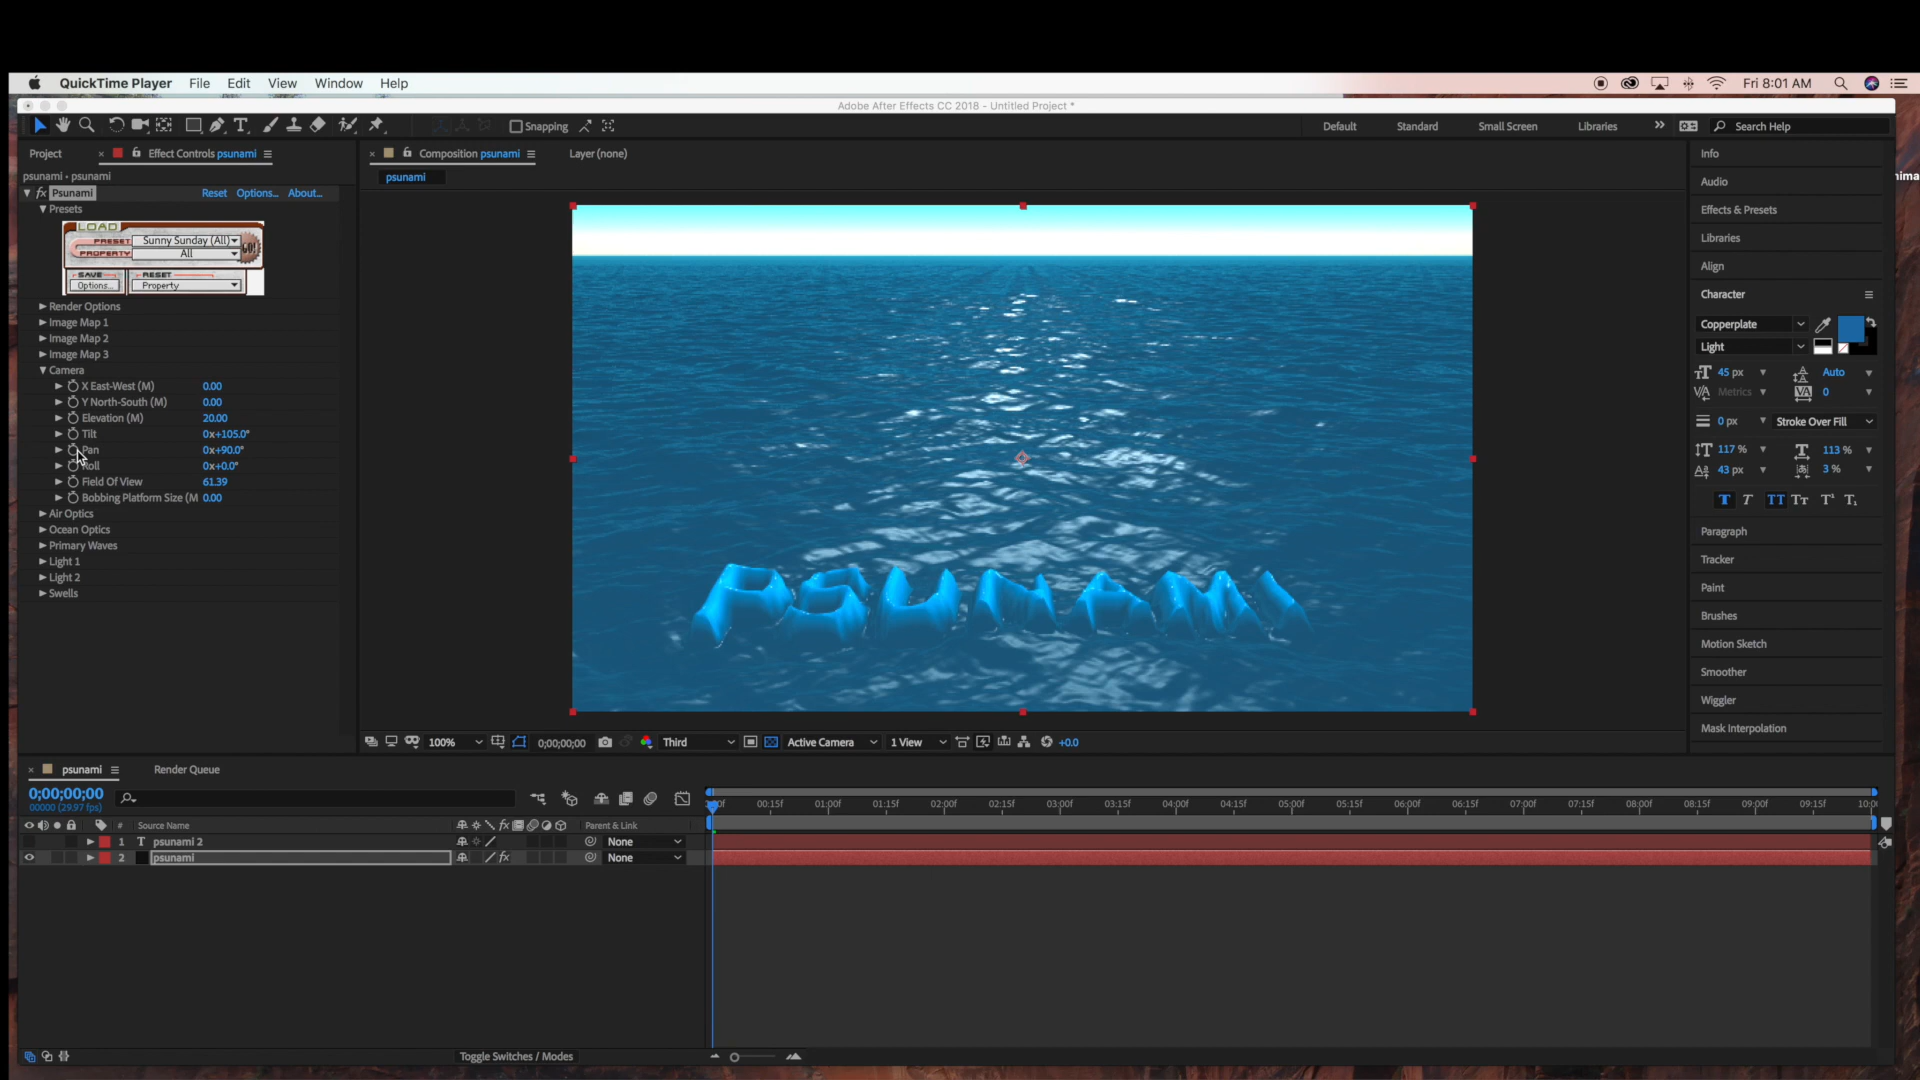 QuickTime Player File Edit View Window Help Fri 8:01 AM
Adobe After Effects CC 2018 - Untitled Project *
Snapping Default Standard Small Screen Libraries Search Help
Project Effect Controls psunami Composition psunami Layer (none) Info
psunami • psunami psunami
fx Psunami Reset Options... About... Audio
Presets Effects & Presets
LOAD
PRESET Sunny Sunday (All) GO! Libraries
PROPERTY All
SAVE RESET Align
Options... Property
Character
Render Options
Image Map 1 Copperplate
Image Map 2 Light
Image Map 3
Camera 45 px Auto
X East-West (M) 0.00 Metrics 0
Y North-South (M) 0.00
Elevation (M) 20.00 0 px Stroke Over Fill
Tilt 0x+105.0°
Pan 0x+90.0° 117 % 113 %
Roll 0x+0.0° 43 px 3 %
Field Of View 61.39
Bobbing Platform Size (M 0.00 T T TT Tт T¹ T₁
Air Optics
Ocean Optics Paragraph
Primary Waves Tracker
Light 1
Light 2 Paint
Swells
PSUNAMI
Brushes
Motion Sketch
Smoother
Wiggler
Mask Interpolation
100% 0;00;00;00 Third Active Camera 1 View +0.0
psunami Render Queue
0;00;00;00
00000 (29.97 fps) 00:15f 01:00f 01:15f 02:00f 02:15f 03:00f 03:15f 04:00f 04:15f 05:00f 05:15f 06:00f 06:15f 07:00f 07:15f 08:00f 08:15f 09:00f 09:15f 10:0
# Source Name fx Parent & Link
1 T psunami 2 None
2 psunami fx None
Toggle Switches / Modes